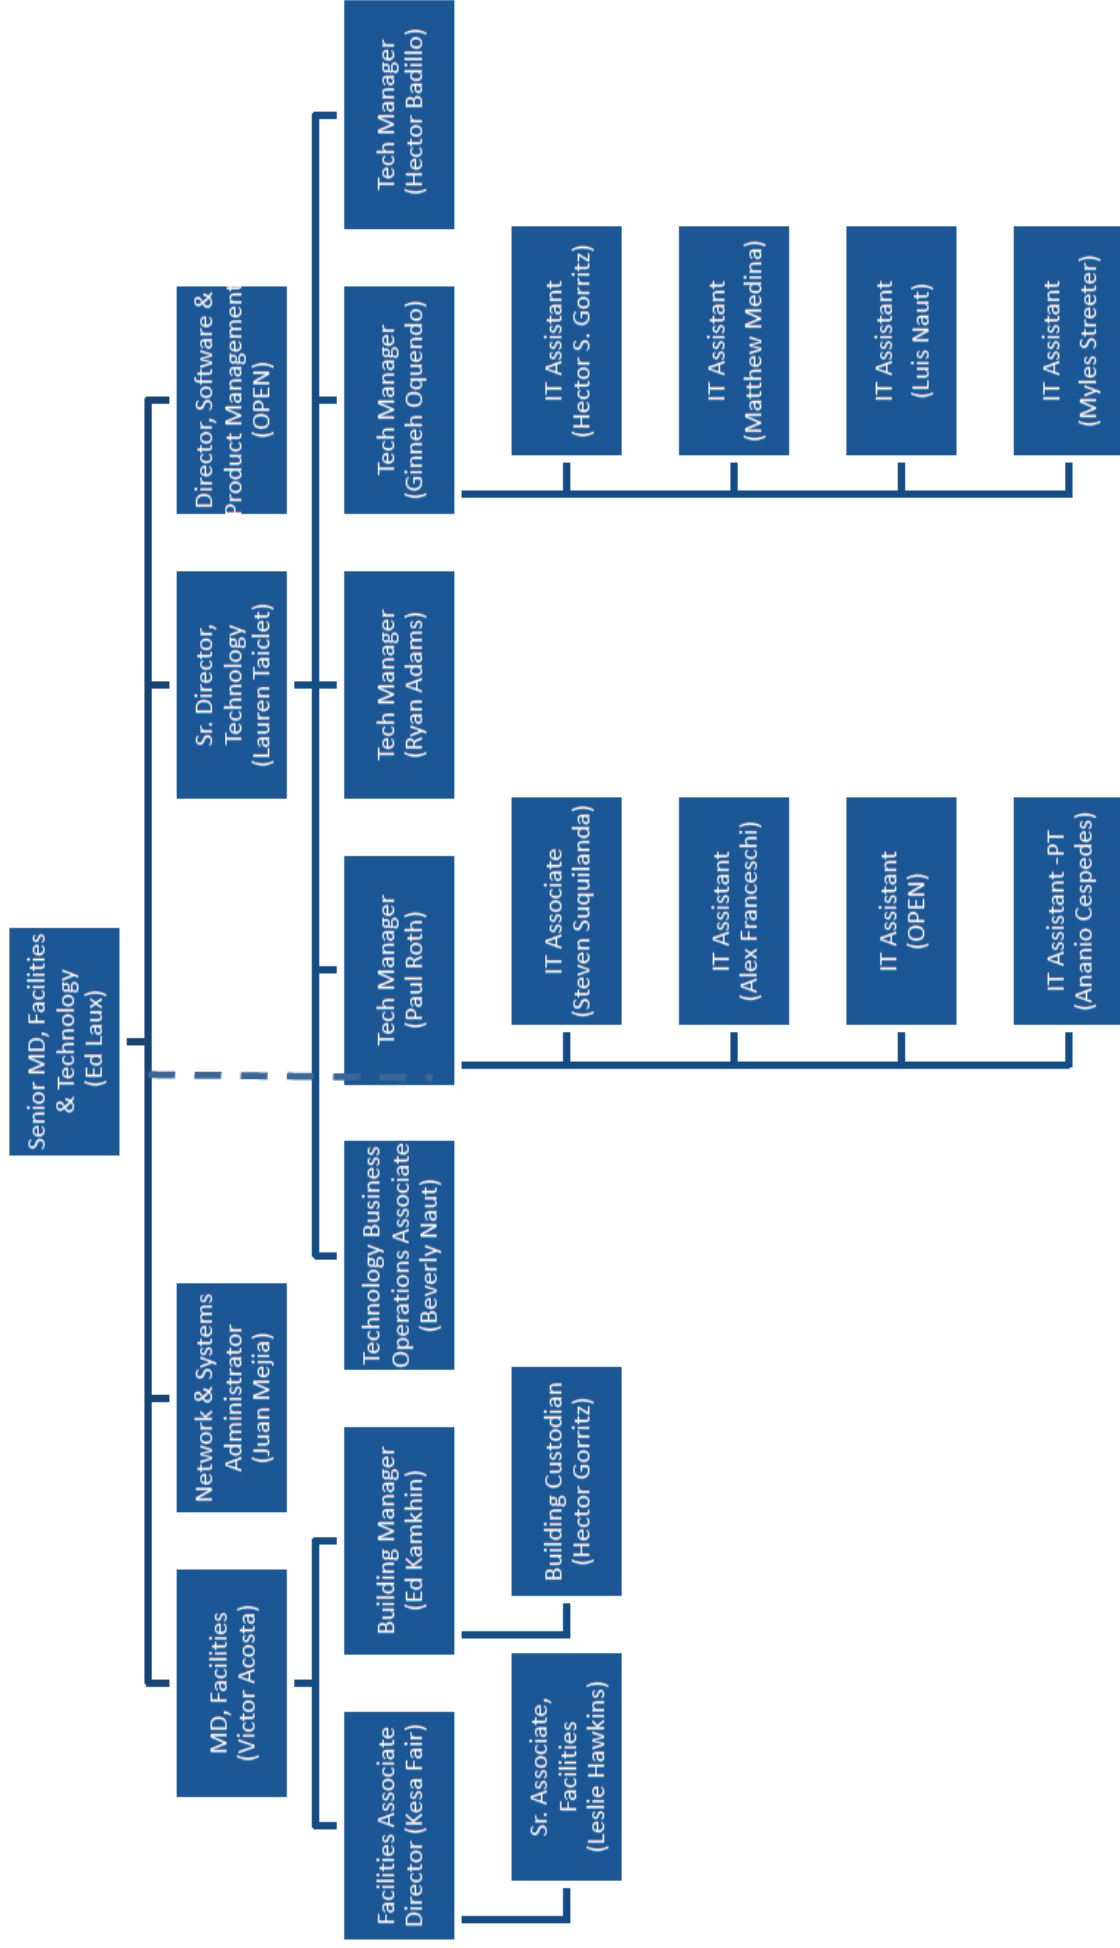 Senior MD, Facilities
& Technology
(Ed Laux)
MD, Facilities
(Victor Acosta)
Network & Systems
Administrator
(Juan Mejia)
Sr. Director,
Technology
(Lauren Taiclet)
Director, Software &
Product Management
(OPEN)
Facilities Associate
Director (Kesa Fair)
Building Manager
(Ed Kamkhin)
Technology Business
Operations Associate
(Beverly Naut)
Tech Manager
(Paul Roth)
Tech Manager
(Ryan Adams)
Tech Manager
(Ginneh Oquendo)
Tech Manager
(Hector Badillo)
Sr. Associate,
Facilities
(Leslie Hawkins)
Building Custodian
(Hector Gorritz)
IT Associate
(Steven Suquilanda)
IT Assistant
(Alex Franceschi)
IT Assistant
(OPEN)
IT Assistant -PT
(Ananio Cespedes)
IT Assistant
(Hector S. Gorritz)
IT Assistant
(Matthew Medina)
IT Assistant
(Luis Naut)
IT Assistant
(Myles Streeter)